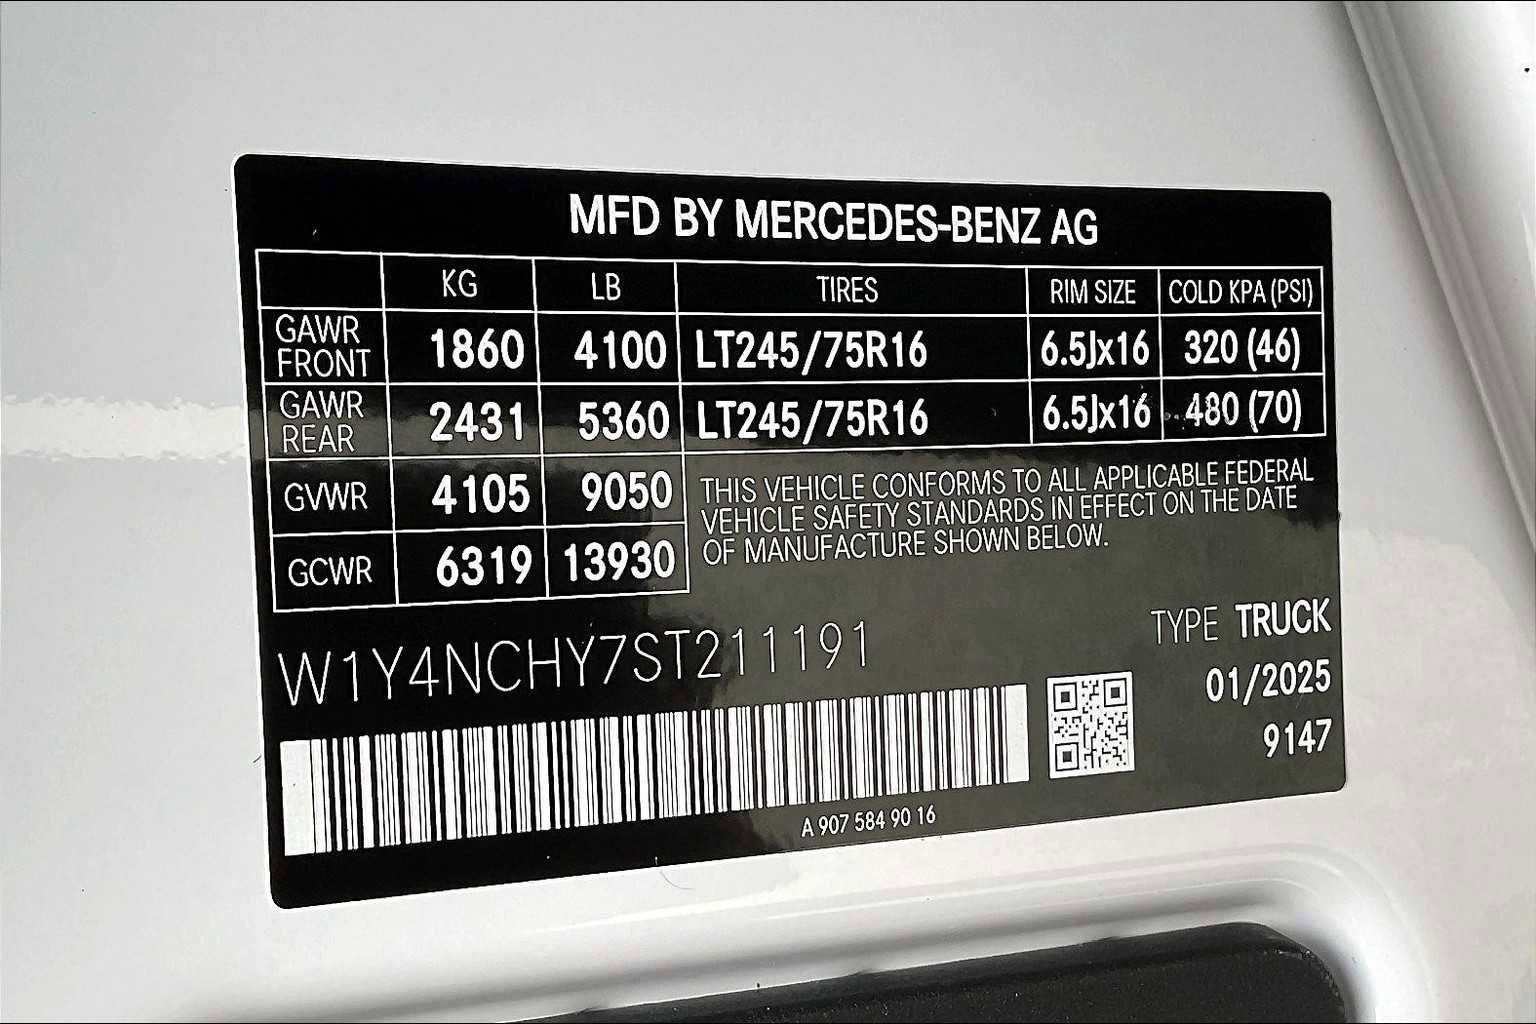 MFD BY MERCEDES-BENZ AG
KG LB TIRES RIM SIZE COLD KPA (PSI)
GAWR FRONT 1860 4100 LT245/75R16 6.5Jx16 320 (46)
GAWR REAR 2431 5360 LT245/75R16 6.5Jx16 480 (70)
GVWR 4105 9050
GCWR 6319 13930
THIS VEHICLE CONFORMS TO ALL APPLICABLE FEDERAL
VEHICLE SAFETY STANDARDS IN EFFECT ON THE DATE
OF MANUFACTURE SHOWN BELOW.
W1Y4NCHY7ST211191
TYPE TRUCK
01/2025
9147
A 907 584 90 16